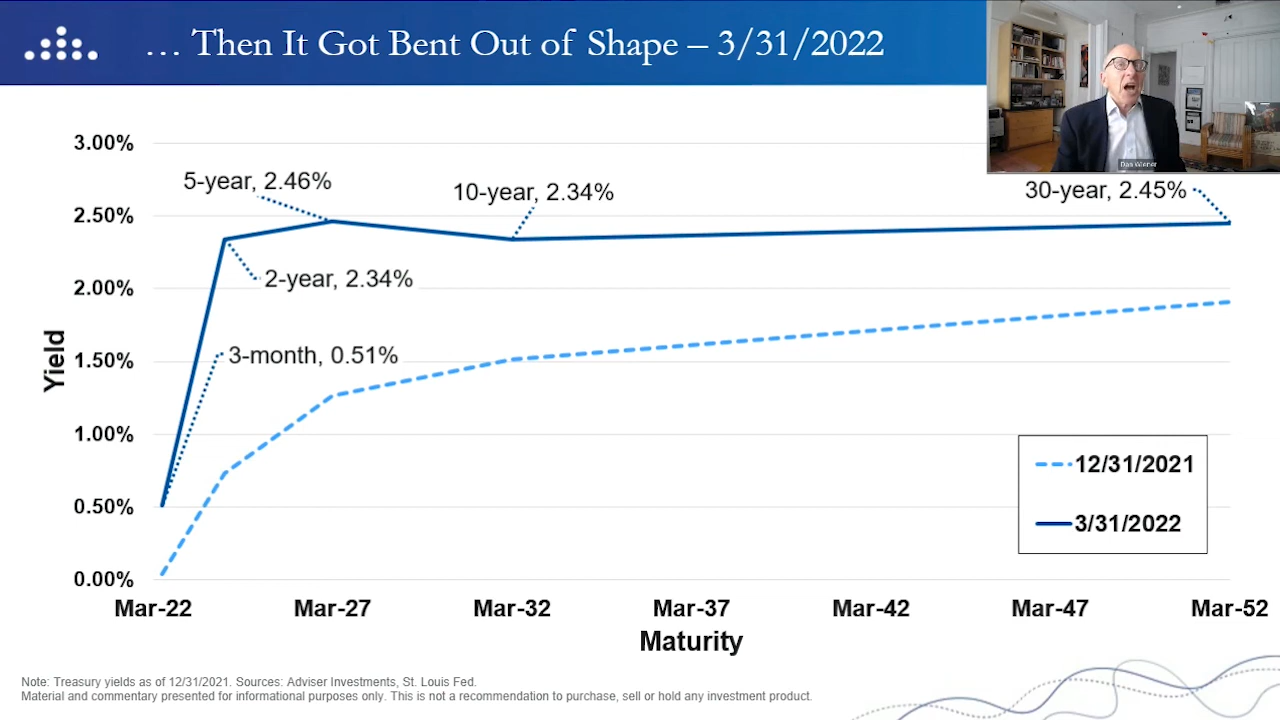 … Then It Got Bent Out of Shape – 3/31/2022
Dan Wiener
3.00%
2.50%
2.00%
1.50%
1.00%
0.50%
0.00%
Yield
5-year, 2.46%
10-year, 2.34%
30-year, 2.45%
2-year, 2.34%
3-month, 0.51%
12/31/2021
3/31/2022
Mar-22 Mar-27 Mar-32 Mar-37 Mar-42 Mar-47 Mar-52
Maturity
Note: Treasury yields as of 12/31/2021. Sources: Adviser Investments, St. Louis Fed.
Material and commentary presented for informational purposes only. This is not a recommendation to purchase, sell or hold any investment product.